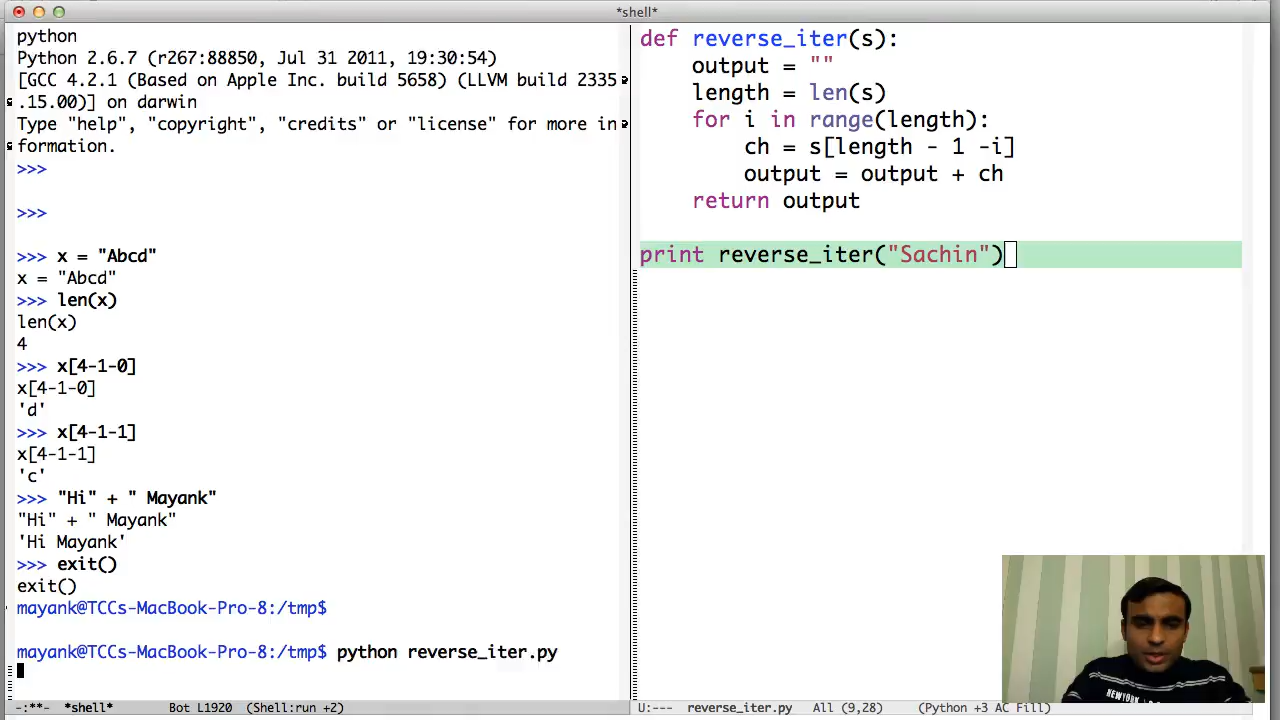 *shell*
python
Python 2.6.7 (r267:88850, Jul 31 2011, 19:30:54)
[GCC 4.2.1 (Based on Apple Inc. build 5658) (LLVM build 2335
.15.00)] on darwin
Type "help", "copyright", "credits" or "license" for more in
formation.
>>>
>>>
>>> x = "Abcd"
x = "Abcd"
>>> len(x)
len(x)
4
>>> x[4-1-0]
x[4-1-0]
'd'
>>> x[4-1-1]
x[4-1-1]
'c'
>>> "Hi" + " Mayank"
"Hi" + " Mayank"
'Hi Mayank'
>>> exit()
exit()
mayank@TCCs-MacBook-Pro-8:/tmp$
mayank@TCCs-MacBook-Pro-8:/tmp$ python reverse_iter.py
-:**- *shell* Bot L1920 (Shell:run +2)
def reverse_iter(s):
output = ""
length = len(s)
for i in range(length):
ch = s[length - 1 -i]
output = output + ch
return output
print reverse_iter("Sachin")
U:--- reverse_iter.py All (9,28) (Python +3 AC Fill)